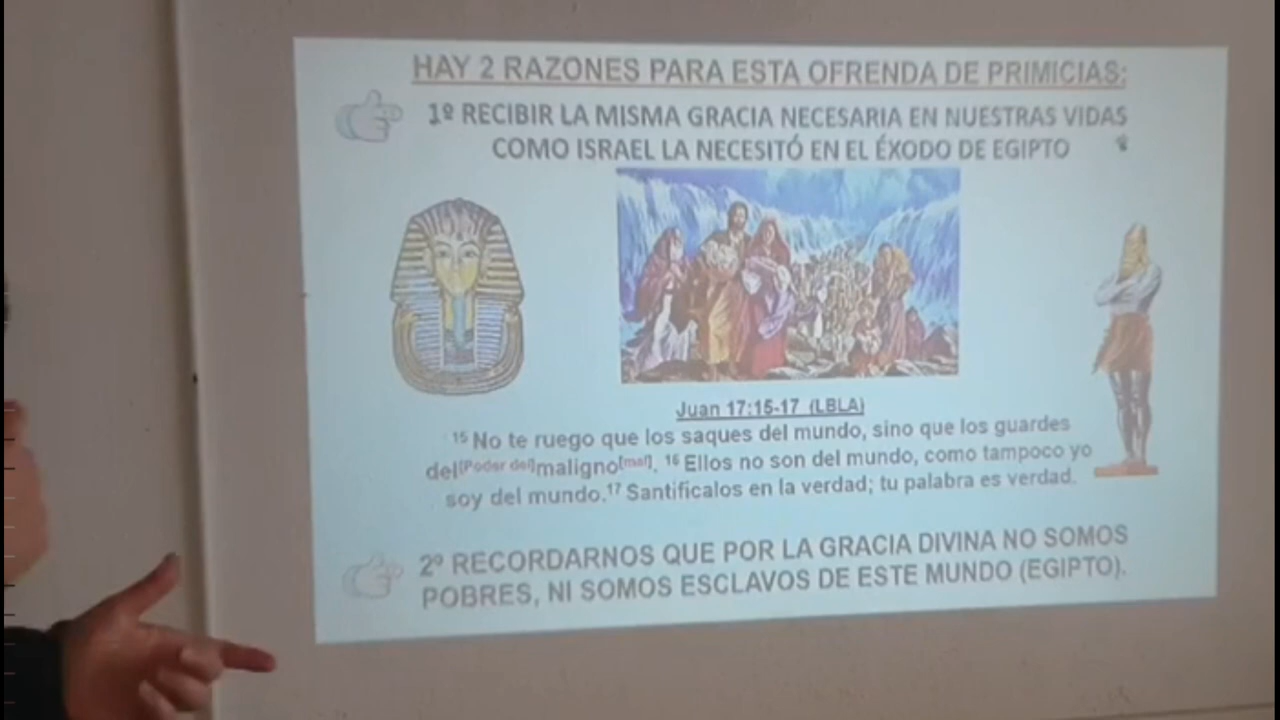 HAY 2 RAZONES PARA ESTA OFRENDA DE PRIMICIAS:
1º RECIBIR LA MISMA GRACIA NECESARIA EN NUESTRAS VIDAS
COMO ISRAEL LA NECESITÓ EN EL ÉXODO DE EGIPTO
Juan 17:15-17 (LBLA)
15 No te ruego que los saques del mundo, sino que los guardes
del[Poder del]maligno[mal]. 16 Ellos no son del mundo, como tampoco yo
soy del mundo.17 Santifícalos en la verdad; tu palabra es verdad.
2º RECORDARNOS QUE POR LA GRACIA DIVINA NO SOMOS
POBRES, NI SOMOS ESCLAVOS DE ESTE MUNDO (EGIPTO).